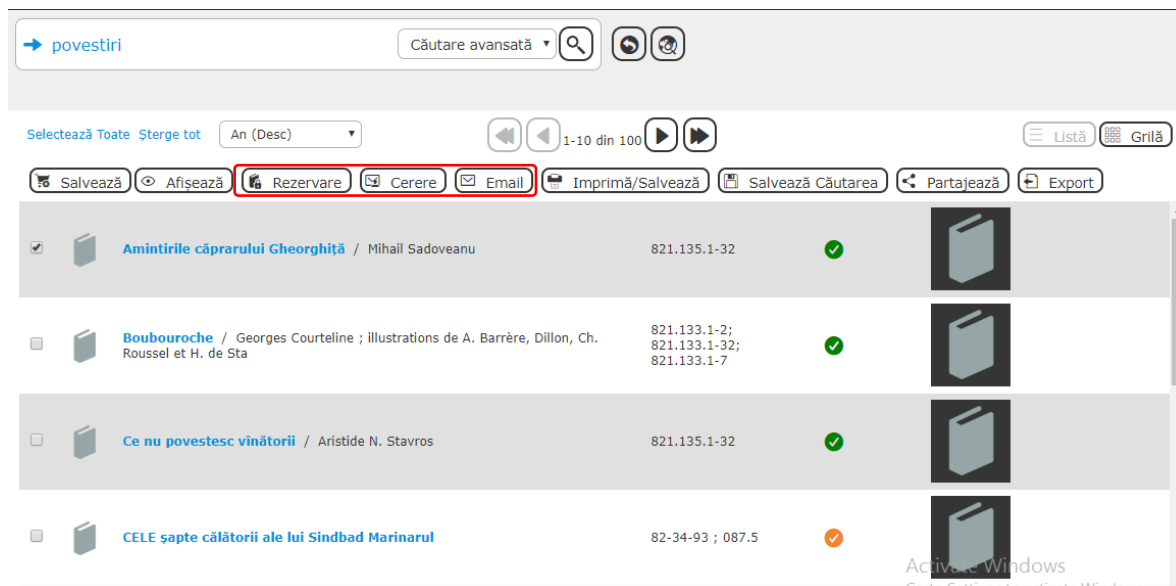 povestiri
Căutare avansată
Selectează Toate Șterge tot An (Desc) 1-10 din 100 Listă Grilă
Salvează Afișează Rezervare Cerere Email Imprimă/Salvează Salvează Căutarea Partajează Export
Amintirile căprarului Gheorghiţă / Mihail Sadoveanu 821.135.1-32
Boubouroche / Georges Courteline ; illustrations de A. Barrère, Dillon, Ch.
Roussel et H. de Sta
821.133.1-2;
821.133.1-32;
821.133.1-7
Ce nu povestesc vînătorii / Aristide N. Stavros 821.135.1-32
CELE şapte călătorii ale lui Sindbad Marinarul 82-34-93 ; 087.5
Activate Windows